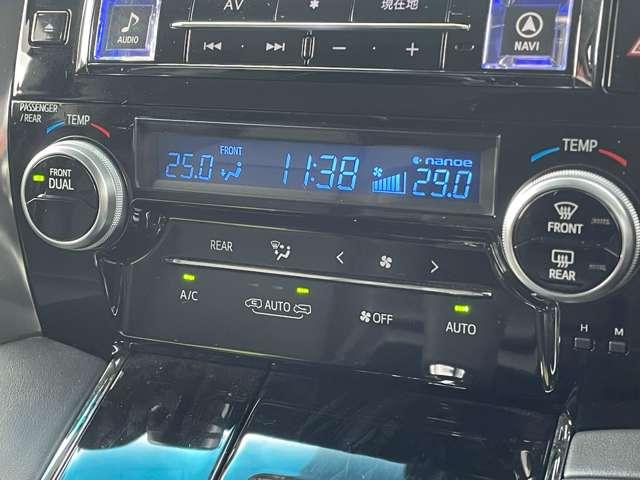 AV
現在地
AUDIO
NAVI
PASSENGER
/REAR
TEMP
FRONT
25.0
11:38
nanoe
29.0
TEMP
FRONT
DUAL
FRONT
REAR
REAR
A/C
AUTO
OFF
AUTO
H M